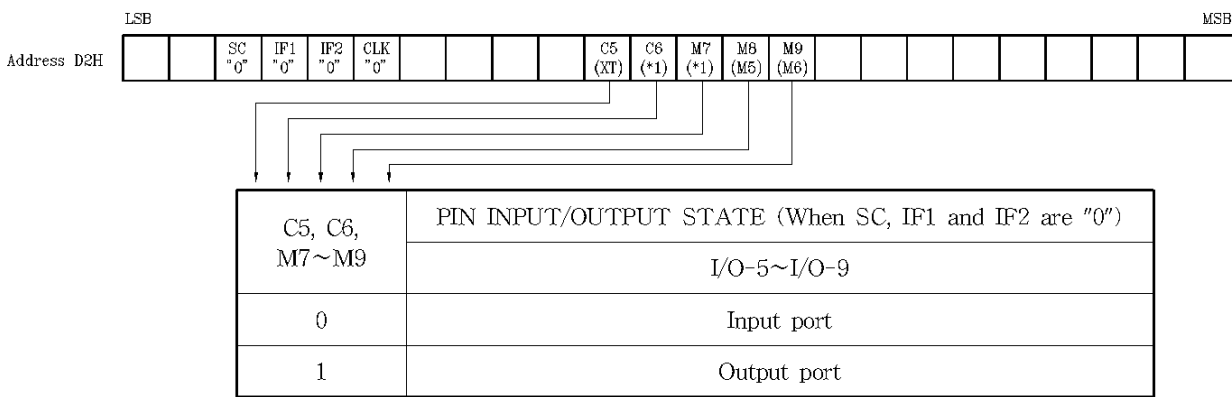 LSB MSB
Address D2H SC IF1 IF2 CLK C5 C6 M7 M8 M9
"0" "0" "0" "0" (XT) (*1) (*1) (M5) (M6)
C5, C6,
M7~M9
PIN INPUT/OUTPUT STATE (When SC, IF1 and IF2 are "0")
I/O-5~I/O-9
0 Input port
1 Output port